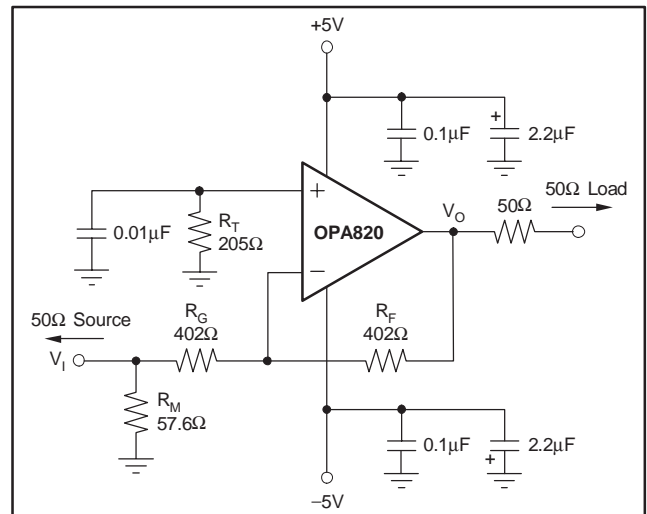 +5V
+
0.1µF
2.2µF
50Ω Load
+
V_O
50Ω
0.01µF
R_T
205Ω
OPA820
−
50Ω Source
R_G
402Ω
R_F
402Ω
V_I
R_M
57.6Ω
0.1µF
2.2µF
+
−5V